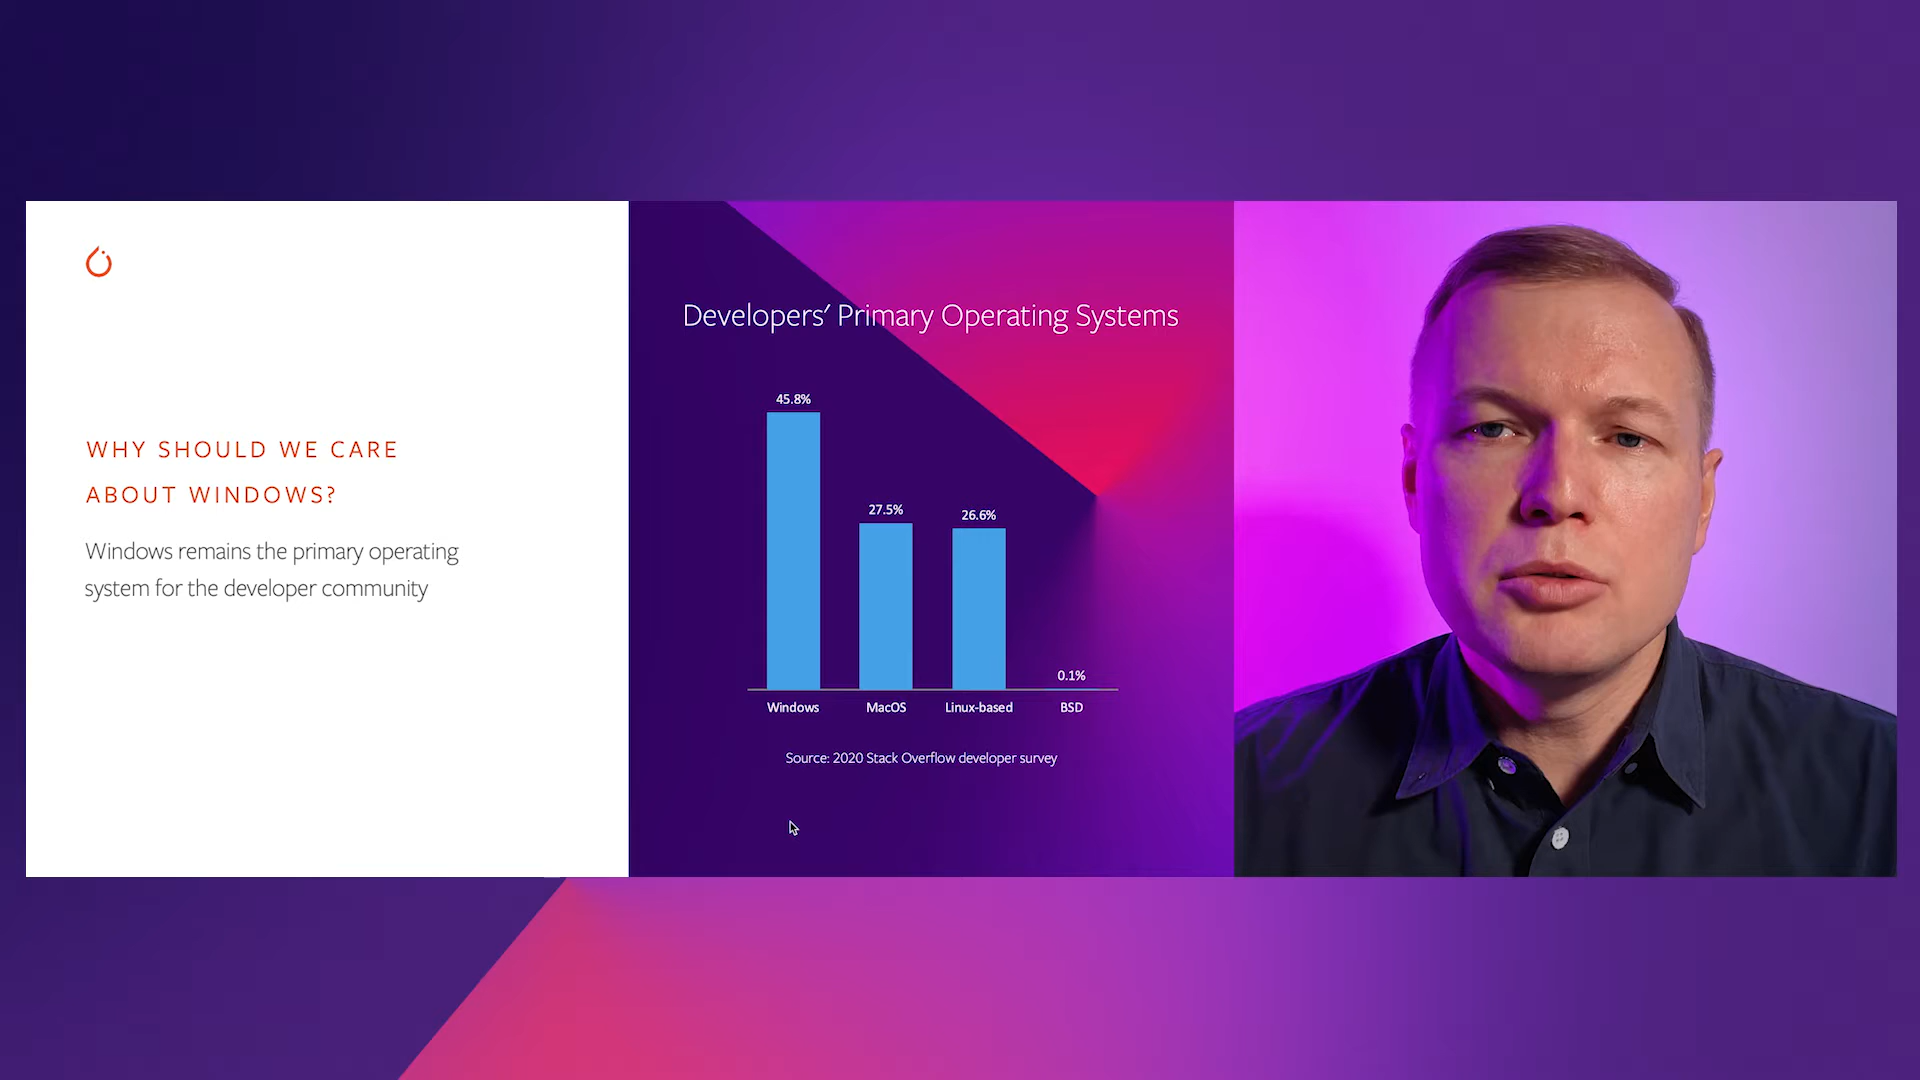 WHY SHOULD WE CARE
ABOUT WINDOWS?
Windows remains the primary operating
system for the developer community
Developers' Primary Operating Systems
45.8%
27.5%
26.6%
0.1%
Windows
MacOS
Linux-based
BSD
Source: 2020 Stack Overflow developer survey